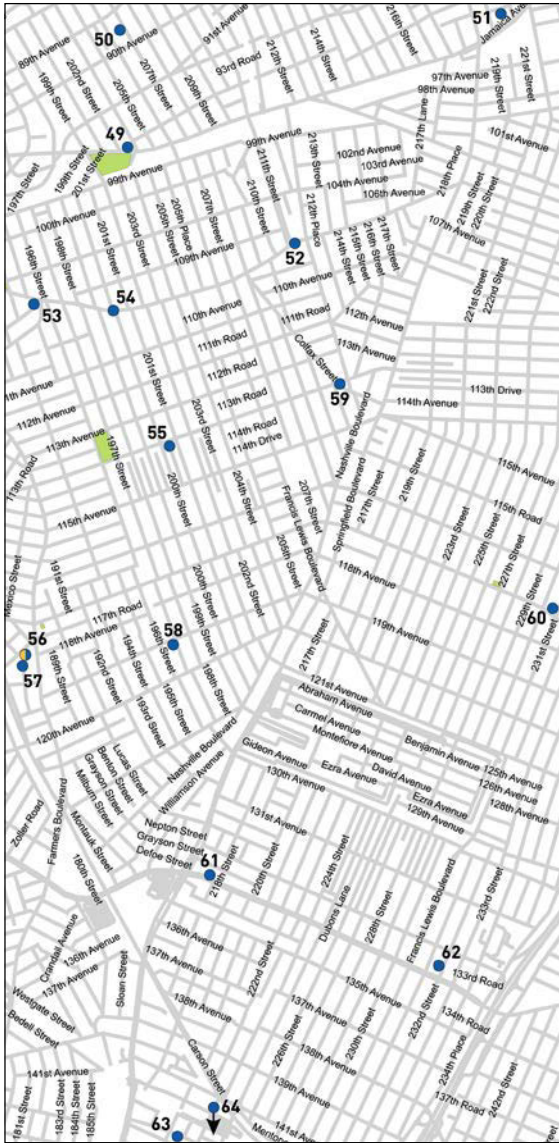 51
Jamaica Ave
50
89th Avenue
90th Avenue
91st Avenue
216th Street
214th Street
212th Street
93rd Road
219th Street
221st Street
199th Street
202nd Street
205th Street
207th Street
209th Street
97th Avenue
98th Avenue
217th Lane
49
99th Avenue
211th Street
213th Street
102nd Avenue
103rd Avenue
101st Avenue
197th Street
199th Street
201st Street
99th Avenue
104th Avenue
106th Avenue
218th Place
219th Street
220th Street
107th Avenue
100th Avenue
196th Street
198th Street
201st Street
203rd Street
205th Street
205th Place
207th Street
109th Avenue
210th Street
212th Place
52
214th Street
215th Street
216th Street
217th Street
221st Street
222nd Street
53
54
110th Avenue
110th Avenue
111th Road
112th Avenue
111th Road
112th Road
113th Road
Colfax Street
113th Avenue
59
113th Drive
114th Avenue
1th Avenue
112th Avenue
113th Avenue
113th Road
201st Street
203rd Street
114th Road
114th Drive
55
197th Street
200th Street
204th Street
Nashville Boulevard
Springfield Boulevard
217th Street
219th Street
115th Avenue
115th Road
115th Avenue
207th Street
Francis Lewis Boulevard
205th Street
223rd Street
225th Street
227th Street
229th Street
231st Street
60
118th Avenue
119th Avenue
Mexico Street
191st Street
117th Road
118th Avenue
200th Street
199th Street
202nd Street
58
56
57
189th Street
192nd Street
194th Street
196th Street
198th Street
193rd Street
195th Street
217th Street
121st Avenue
Abraham Avenue
Carmel Avenue
Montefiore Avenue
Benjamin Avenue
125th Avenue
126th Avenue
128th Avenue
120th Avenue
Lucas Street
Benton Street
Grayson Street
Milburn Street
Montauk Street
Nashville Boulevard
Williamson Avenue
Gideon Avenue
130th Avenue
Ezra Avenue
David Avenue
Ezra Avenue
129th Avenue
Zoller Road
Farmers Boulevard
180th Street
Nepton Street
Grayson Street
Defoe Street
131st Avenue
61
218th Street
220th Street
224th Street
Dubons Lane
228th Street
Francis Lewis Boulevard
233rd Street
62
133rd Road
Crandall Avenue
136th Avenue
137th Avenue
Westgate Street
Bedell Street
Sloan Street
136th Avenue
137th Avenue
138th Avenue
222nd Street
135th Avenue
137th Avenue
138th Avenue
139th Avenue
226th Street
230th Street
232nd Street
234th Place
134th Road
137th Road
242nd Street
141st Avenue
181st Street
183rd Street
184th Street
185th Street
Carson Street
64
63
141st A